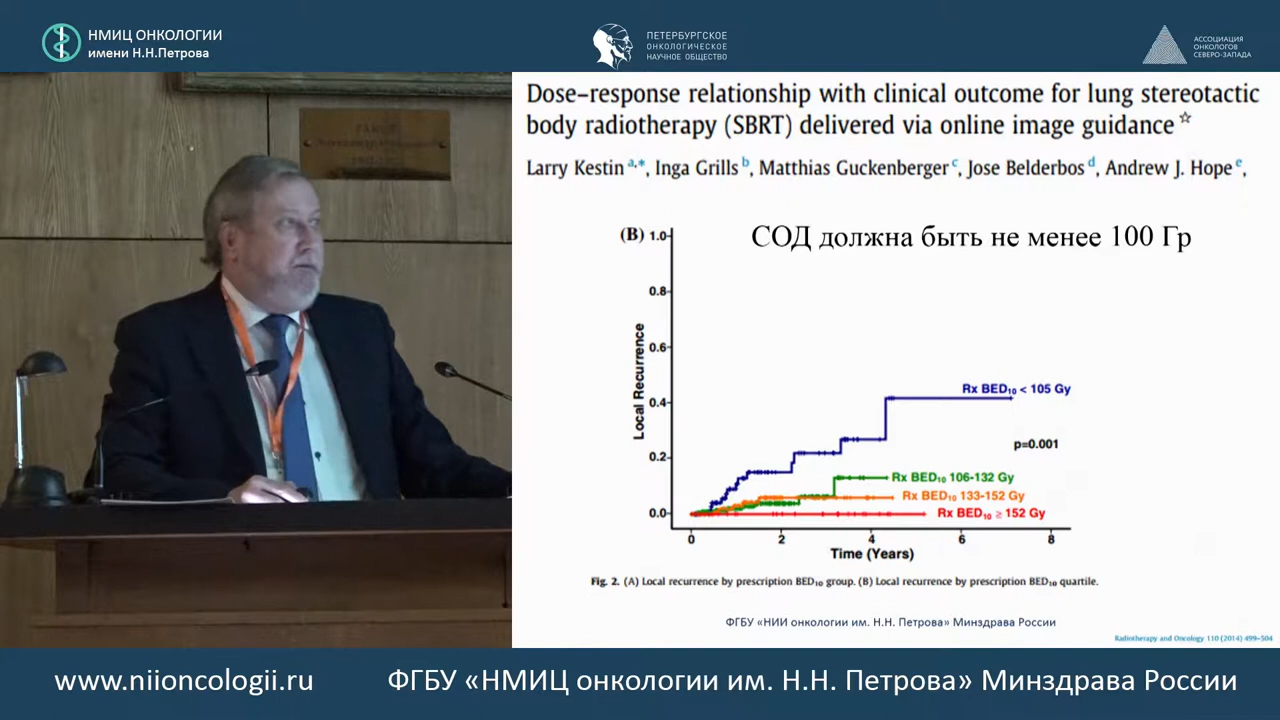 НМИЦ ОНКОЛОГИИ
имени Н.Н.Петрова
ПЕТЕРБУРГСКОЕ
ОНКОЛОГИЧЕСКОЕ
НАУЧНОЕ ОБЩЕСТВО
АССОЦИАЦИЯ
ОНКОЛОГОВ
СЕВЕРО-ЗАПАДА
Dose–response relationship with clinical outcome for lung stereotactic
body radiotherapy (SBRT) delivered via online image guidance ☆
Larry Kestin a,*, Inga Grills b, Matthias Guckenberger c, Jose Belderbos d, Andrew J. Hope e,
(B)
СОД должна быть не менее 100 Гр
1.0
0.8
0.6
0.4
0.2
0.0
Local Recurrence
Rx BED10 < 105 Gy
p=0.001
Rx BED10 106-132 Gy
Rx BED10 133-152 Gy
Rx BED10 ≥ 152 Gy
0 2 4 6 8
Time (Years)
Fig. 2. (A) Local recurrence by prescription BED10 group. (B) Local recurrence by prescription BED10 quartile.
ФГБУ «НИИ онкологии им. Н.Н. Петрова» Минздрава России
Radiotherapy and Oncology 110 (2014) 499–504
www.niioncologii.ru
ФГБУ «НМИЦ онкологии им. Н.Н. Петрова» Минздрава России